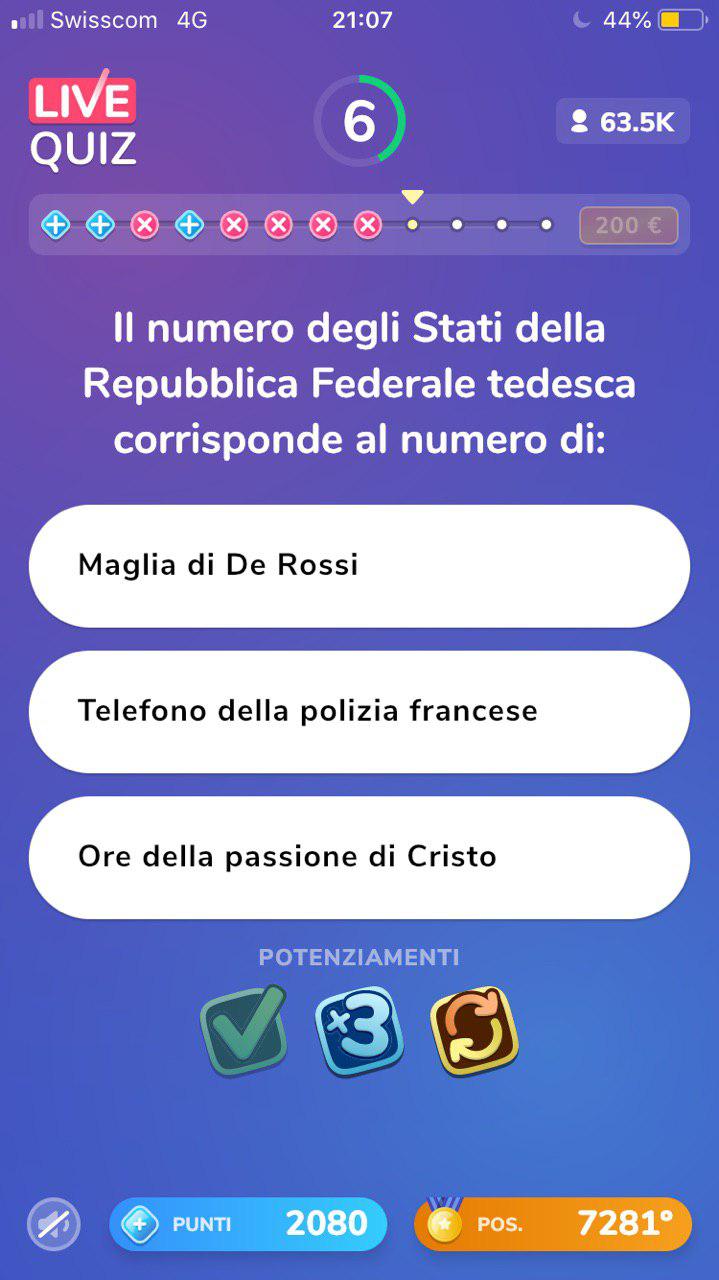 Swisscom 4G 21:07 44%
LIVE
QUIZ
6
63.5K
200 €
Il numero degli Stati della
Repubblica Federale tedesca
corrisponde al numero di:
Maglia di De Rossi
Telefono della polizia francese
Ore della passione di Cristo
POTENZIAMENTI
×3
PUNTI 2080
POS. 7281º